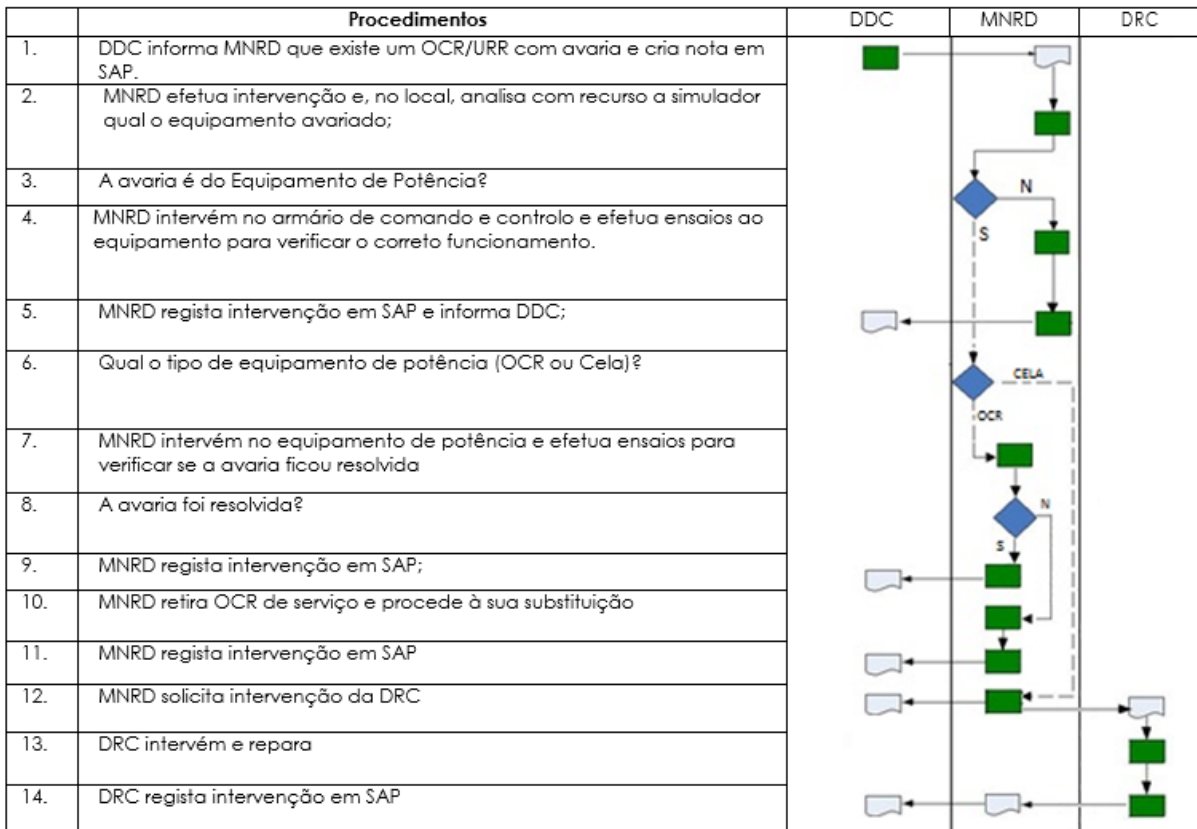 Procedimentos DDC MNRD DRC
1. DDC informa MNRD que existe um OCR/URR com avaria e cria nota em
SAP.
2. MNRD efetua intervenção e, no local, analisa com recurso a simulador
qual o equipamento avariado;
3. A avaria é do Equipamento de Potência?
N
4. MNRD intervém no armário de comando e controlo e efetua ensaios ao
equipamento para verificar o correto funcionamento.
S
5. MNRD regista intervenção em SAP e informa DDC;
6. Qual o tipo de equipamento de potência (OCR ou Cela)?
CELA
OCR
7. MNRD intervém no equipamento de potência e efetua ensaios para
verificar se a avaria ficou resolvida
8. A avaria foi resolvida?
N
S
9. MNRD regista intervenção em SAP;
10. MNRD retira OCR de serviço e procede à sua substituição
11. MNRD regista intervenção em SAP
12. MNRD solicita intervenção da DRC
13. DRC intervém e repara
14. DRC regista intervenção em SAP